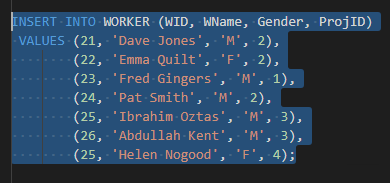 INSERT INTO WORKER (WID, WName, Gender, ProjID)
VALUES (21, 'Dave Jones', 'M', 2),
(22, 'Emma Quilt', 'F', 2),
(23, 'Fred Gingers', 'M', 1),
(24, 'Pat Smith', 'M', 2),
(25, 'Ibrahim Oztas', 'M', 3),
(26, 'Abdullah Kent', 'M', 3),
(25, 'Helen Nogood', 'F', 4);